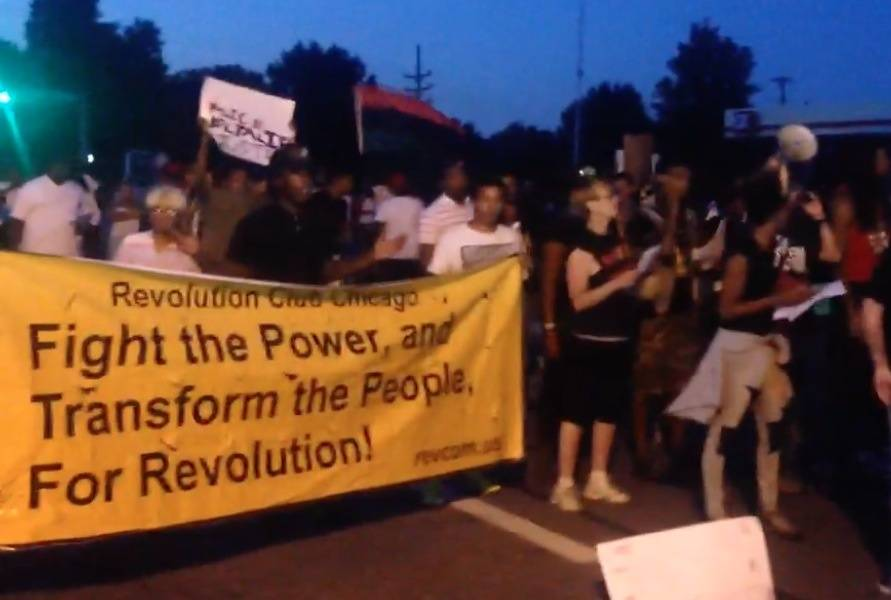 Revolution Club Chicago
Fight the Power, and
Transform the People,
For Revolution!
revcom.us